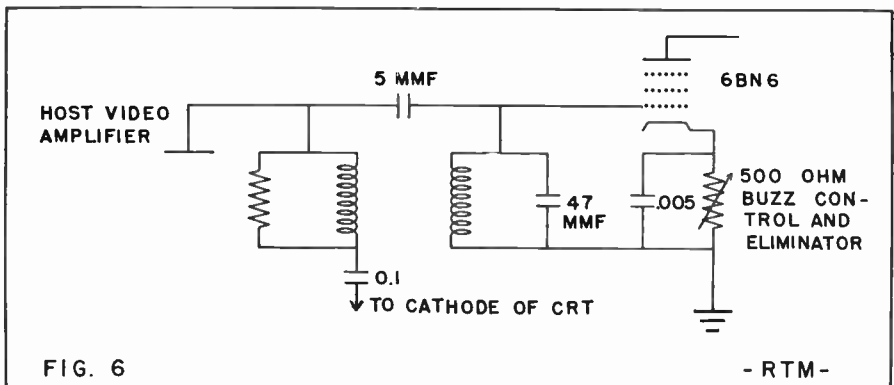 5 MMF
6BN6
HOST VIDEO
AMPLIFIER
47
MMF
.005
500 OHM
BUZZ CON-
TROL AND
ELIMINATOR
0.1
TO CATHODE OF CRT
FIG. 6
-RTM-